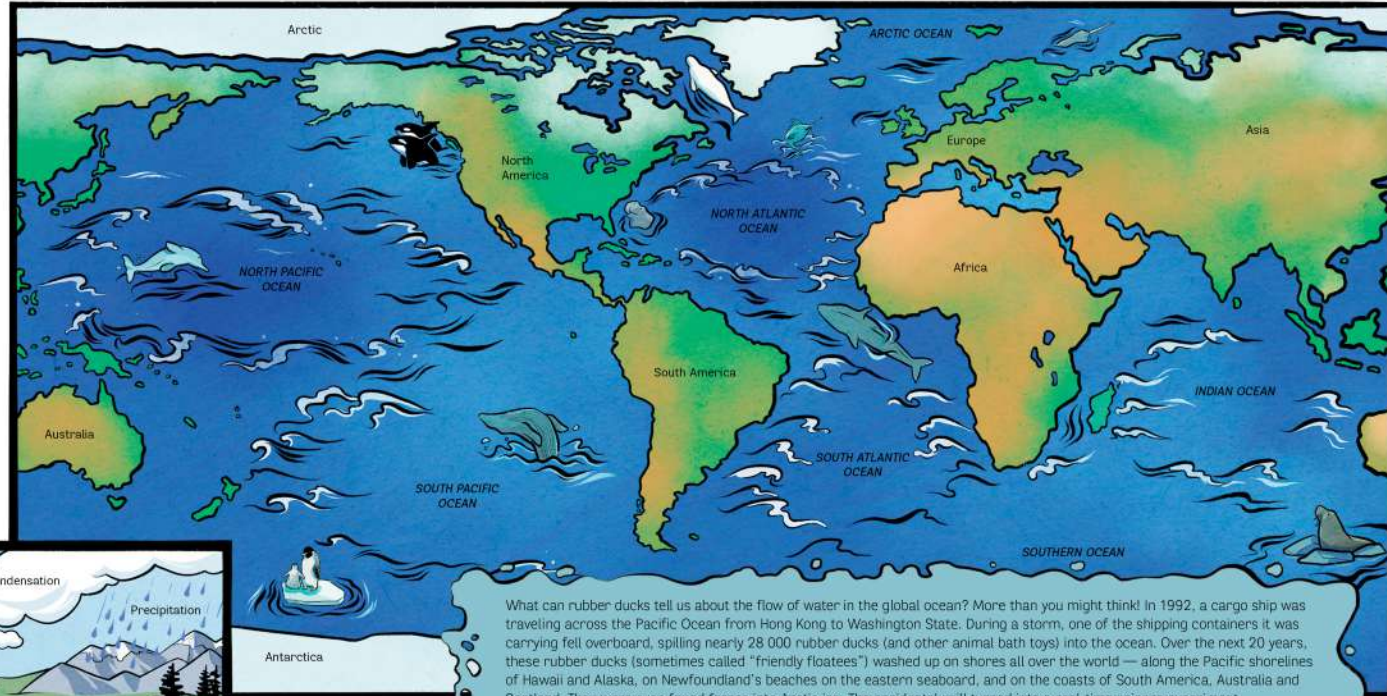 Arctic
ARCTIC OCEAN
Asia
Europe
North
America
NORTH ATLANTIC
OCEAN
NORTH PACIFIC
OCEAN
Africa
South America
INDIAN OCEAN
Australia
SOUTH ATLANTIC
OCEAN
SOUTH PACIFIC
OCEAN
SOUTHERN OCEAN
ndensation
Precipitation
Antarctica
What can rubber ducks tell us about the flow of water in the global ocean? More than you might think! In 1992, a cargo ship was
traveling across the Pacific Ocean from Hong Kong to Washington State. During a storm, one of the shipping containers it was
carrying fell overboard, spilling nearly 28 000 rubber ducks (and other animal bath toys) into the ocean. Over the next 20 years,
these rubber ducks (sometimes called "friendly floatees") washed up on shores all over the world — along the Pacific shorelines
of Hawaii and Alaska, on Newfoundland's beaches on the eastern seaboard, and on the coasts of South America, Australia and